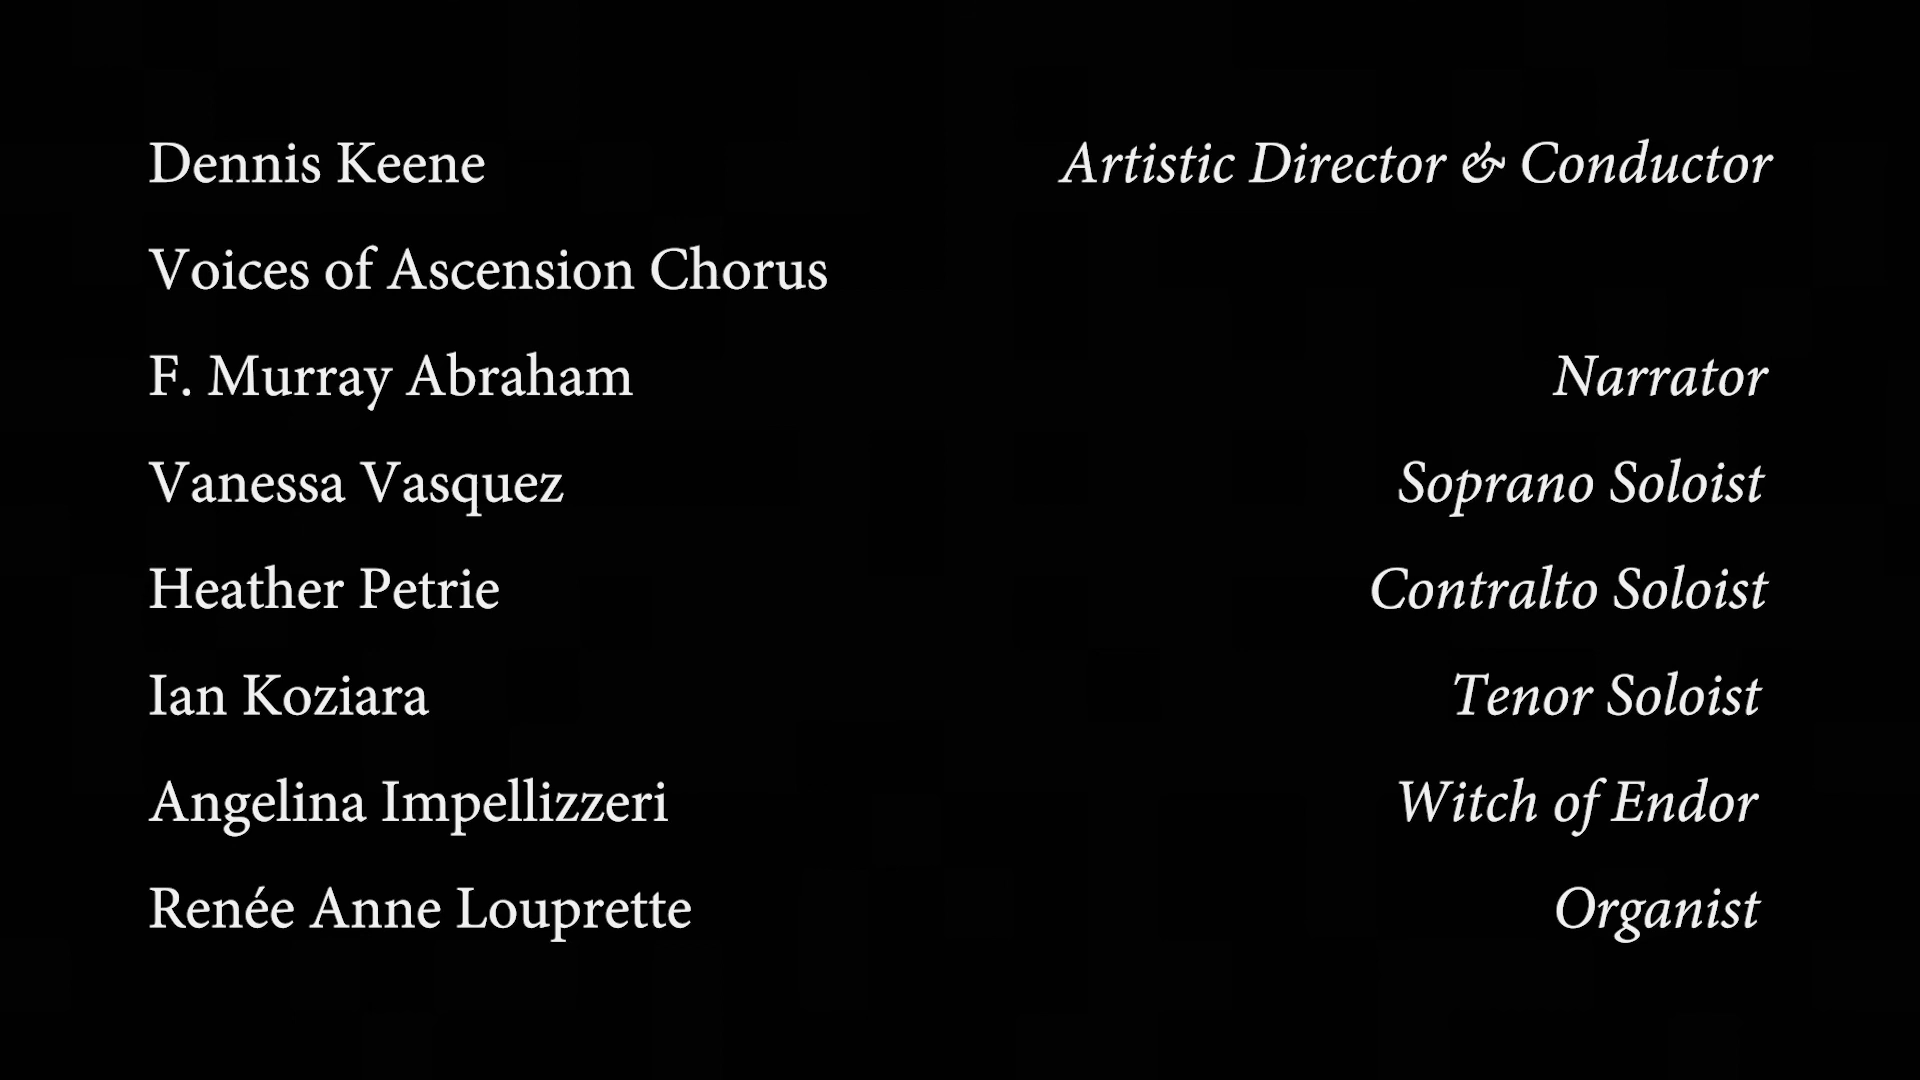 Dennis Keene Artistic Director & Conductor
Voices of Ascension Chorus
F. Murray Abraham Narrator
Vanessa Vasquez Soprano Soloist
Heather Petrie Contralto Soloist
Ian Koziara Tenor Soloist
Angelina Impellizzeri Witch of Endor
Renée Anne Louprette Organist